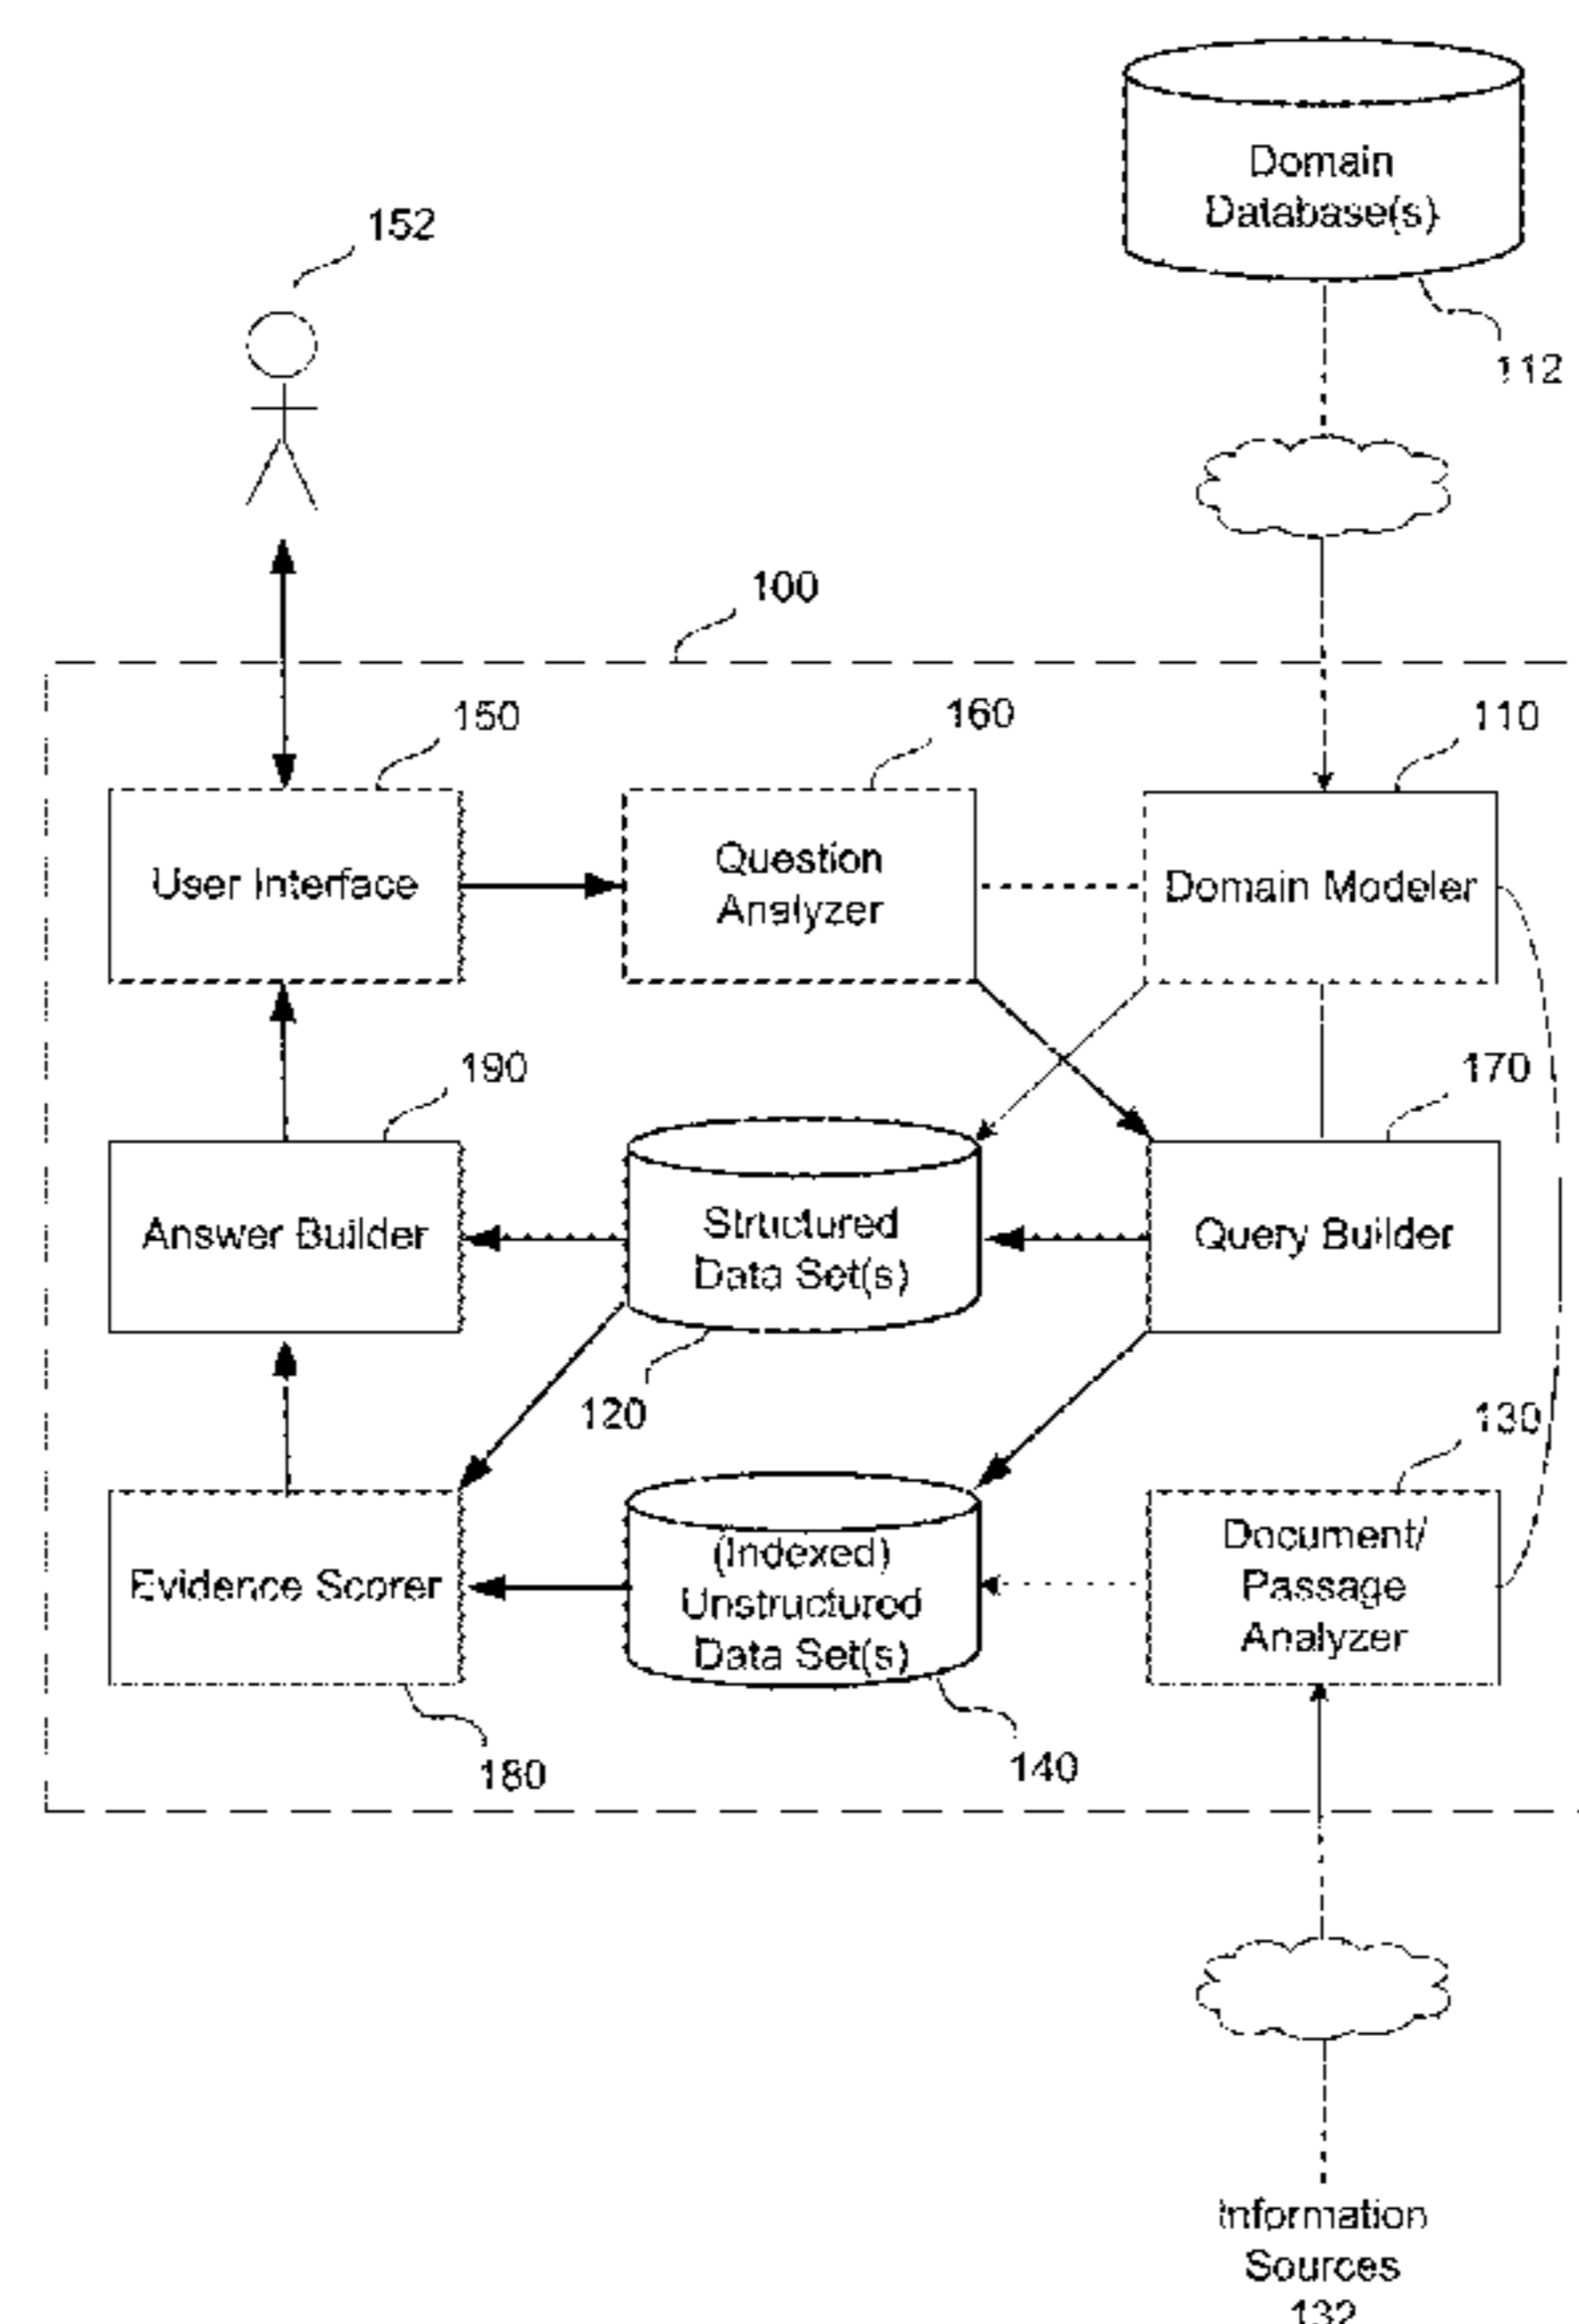 Domain
Database(s)
152
112
100
150
160
110
User Interface
Question
Analyzer
Domain Modeler
190
170
Answer Builder
Structured
Data Set(s)
Query Builder
120
130
Evidence Scorer
(Indexed)
Unstructured
Data Set(s)
Document/
Passage
Analyzer
180
140
Information
Sources
132